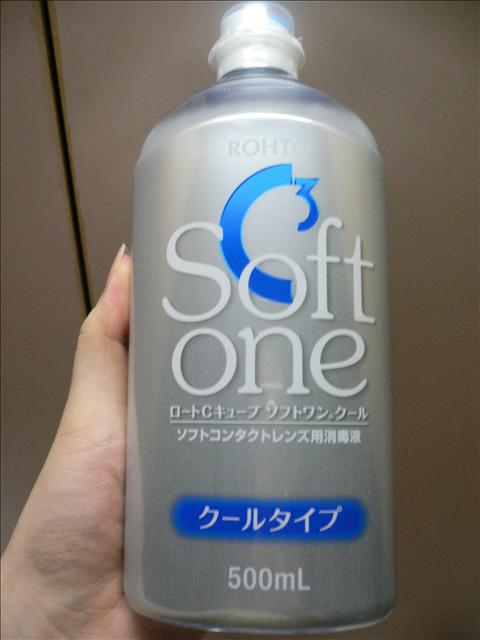 ROHTO
C3
Soft
one
ロートCキューブ ソフトワン®クール
ソフトコンタクトレンズ用消毒液
クールタイプ
500mL